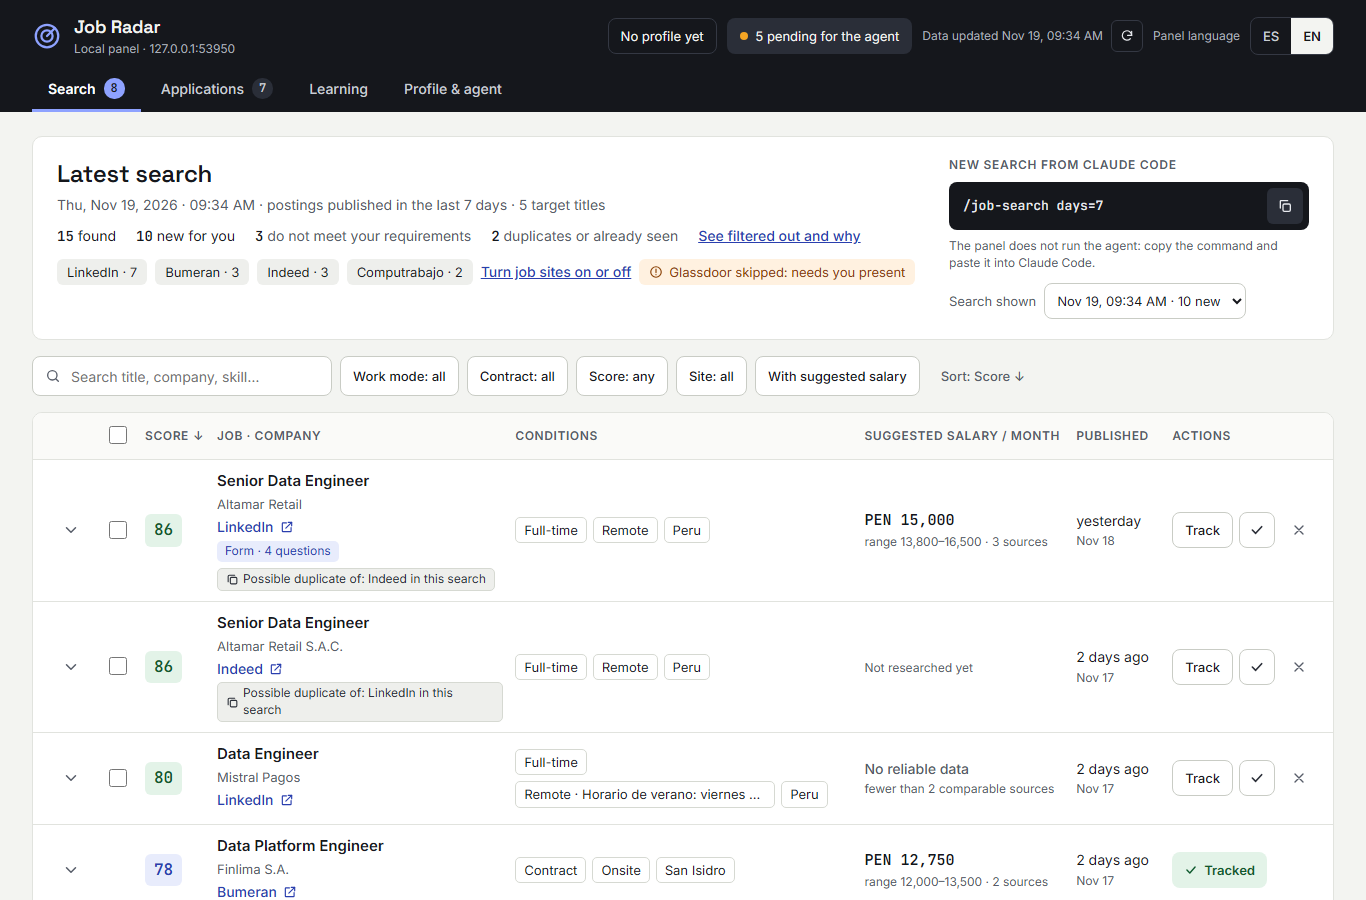 Job Radar
Local panel · 127.0.0.1:53950
No profile yet
5 pending for the agent
Data updated Nov 19, 09:34 AM
Panel language
ES
EN
Search 8
Applications 7
Learning
Profile & agent
Latest search
Thu, Nov 19, 2026 · 09:34 AM · postings published in the last 7 days · 5 target titles
15 found 10 new for you 3 do not meet your requirements 2 duplicates or already seen See filtered out and why
LinkedIn · 7 Bumeran · 3 Indeed · 3 Computrabajo · 2 Turn job sites on or off Glassdoor skipped: needs you present
NEW SEARCH FROM CLAUDE CODE
/job-search days=7
The panel does not run the agent: copy the command and
paste it into Claude Code.
Search shown Nov 19, 09:34 AM · 10 new
Search title, company, skill...
Work mode: all
Contract: all
Score: any
Site: all
With suggested salary
Sort: Score ↓
SCORE ↓ JOB · COMPANY CONDITIONS SUGGESTED SALARY / MONTH PUBLISHED ACTIONS
86
Senior Data Engineer
Altamar Retail
LinkedIn
Form · 4 questions
Possible duplicate of: Indeed in this search
Full-time Remote Peru
PEN 15,000
range 13,800–16,500 · 3 sources
yesterday
Nov 18
Track
86
Senior Data Engineer
Altamar Retail S.A.C.
Indeed
Possible duplicate of: LinkedIn in this
search
Full-time Remote Peru
Not researched yet
2 days ago
Nov 17
Track
80
Data Engineer
Mistral Pagos
LinkedIn
Full-time
Remote · Horario de verano: viernes ... Peru
No reliable data
fewer than 2 comparable sources
2 days ago
Nov 17
Track
78
Data Platform Engineer
Finlima S.A.
Bumeran
Contract Onsite San Isidro
PEN 12,750
range 12,000–13,500 · 2 sources
2 days ago
Nov 17
Tracked